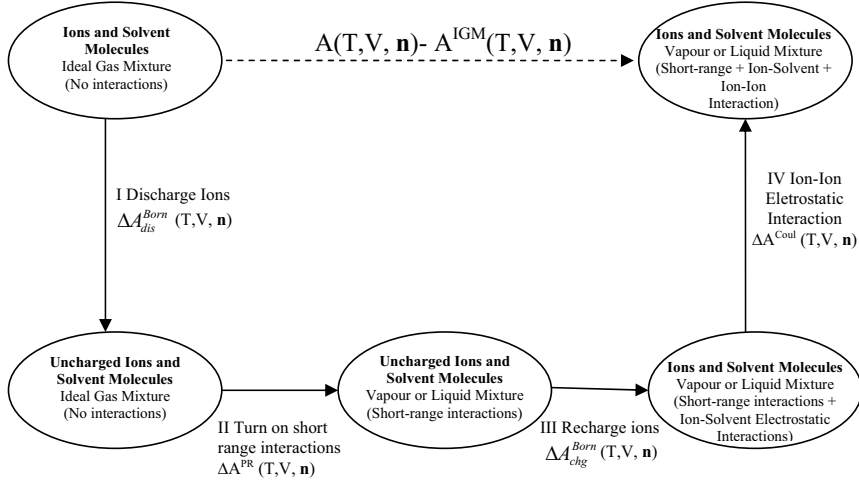 Ions and Solvent
Molecules
Ideal Gas Mixture
(No interactions)
A(T,V, n)- A^IGM(T,V, n)
Ions and Solvent Molecules
Vapour or Liquid Mixture
(Short-range + Ion-Solvent +
Ion-Ion
Interaction)
I Discharge Ions
ΔA_dis^Born (T,V, n)
IV Ion-Ion
Eletrostatic
Interaction
ΔA^Coul (T,V, n)
Uncharged Ions and
Solvent Molecules
Ideal Gas Mixture
(No interactions)
II Turn on short
range interactions
ΔA^PR (T,V, n)
Uncharged Ions and
Solvent Molecules
Vapour or Liquid Mixture
(Short-range interactions)
III Recharge ions
ΔA_chg^Born (T,V, n)
Ions and Solvent Molecules
Vapour or Liquid Mixture
(Short-range interactions +
Ion-Solvent Electrostatic
Interactions)